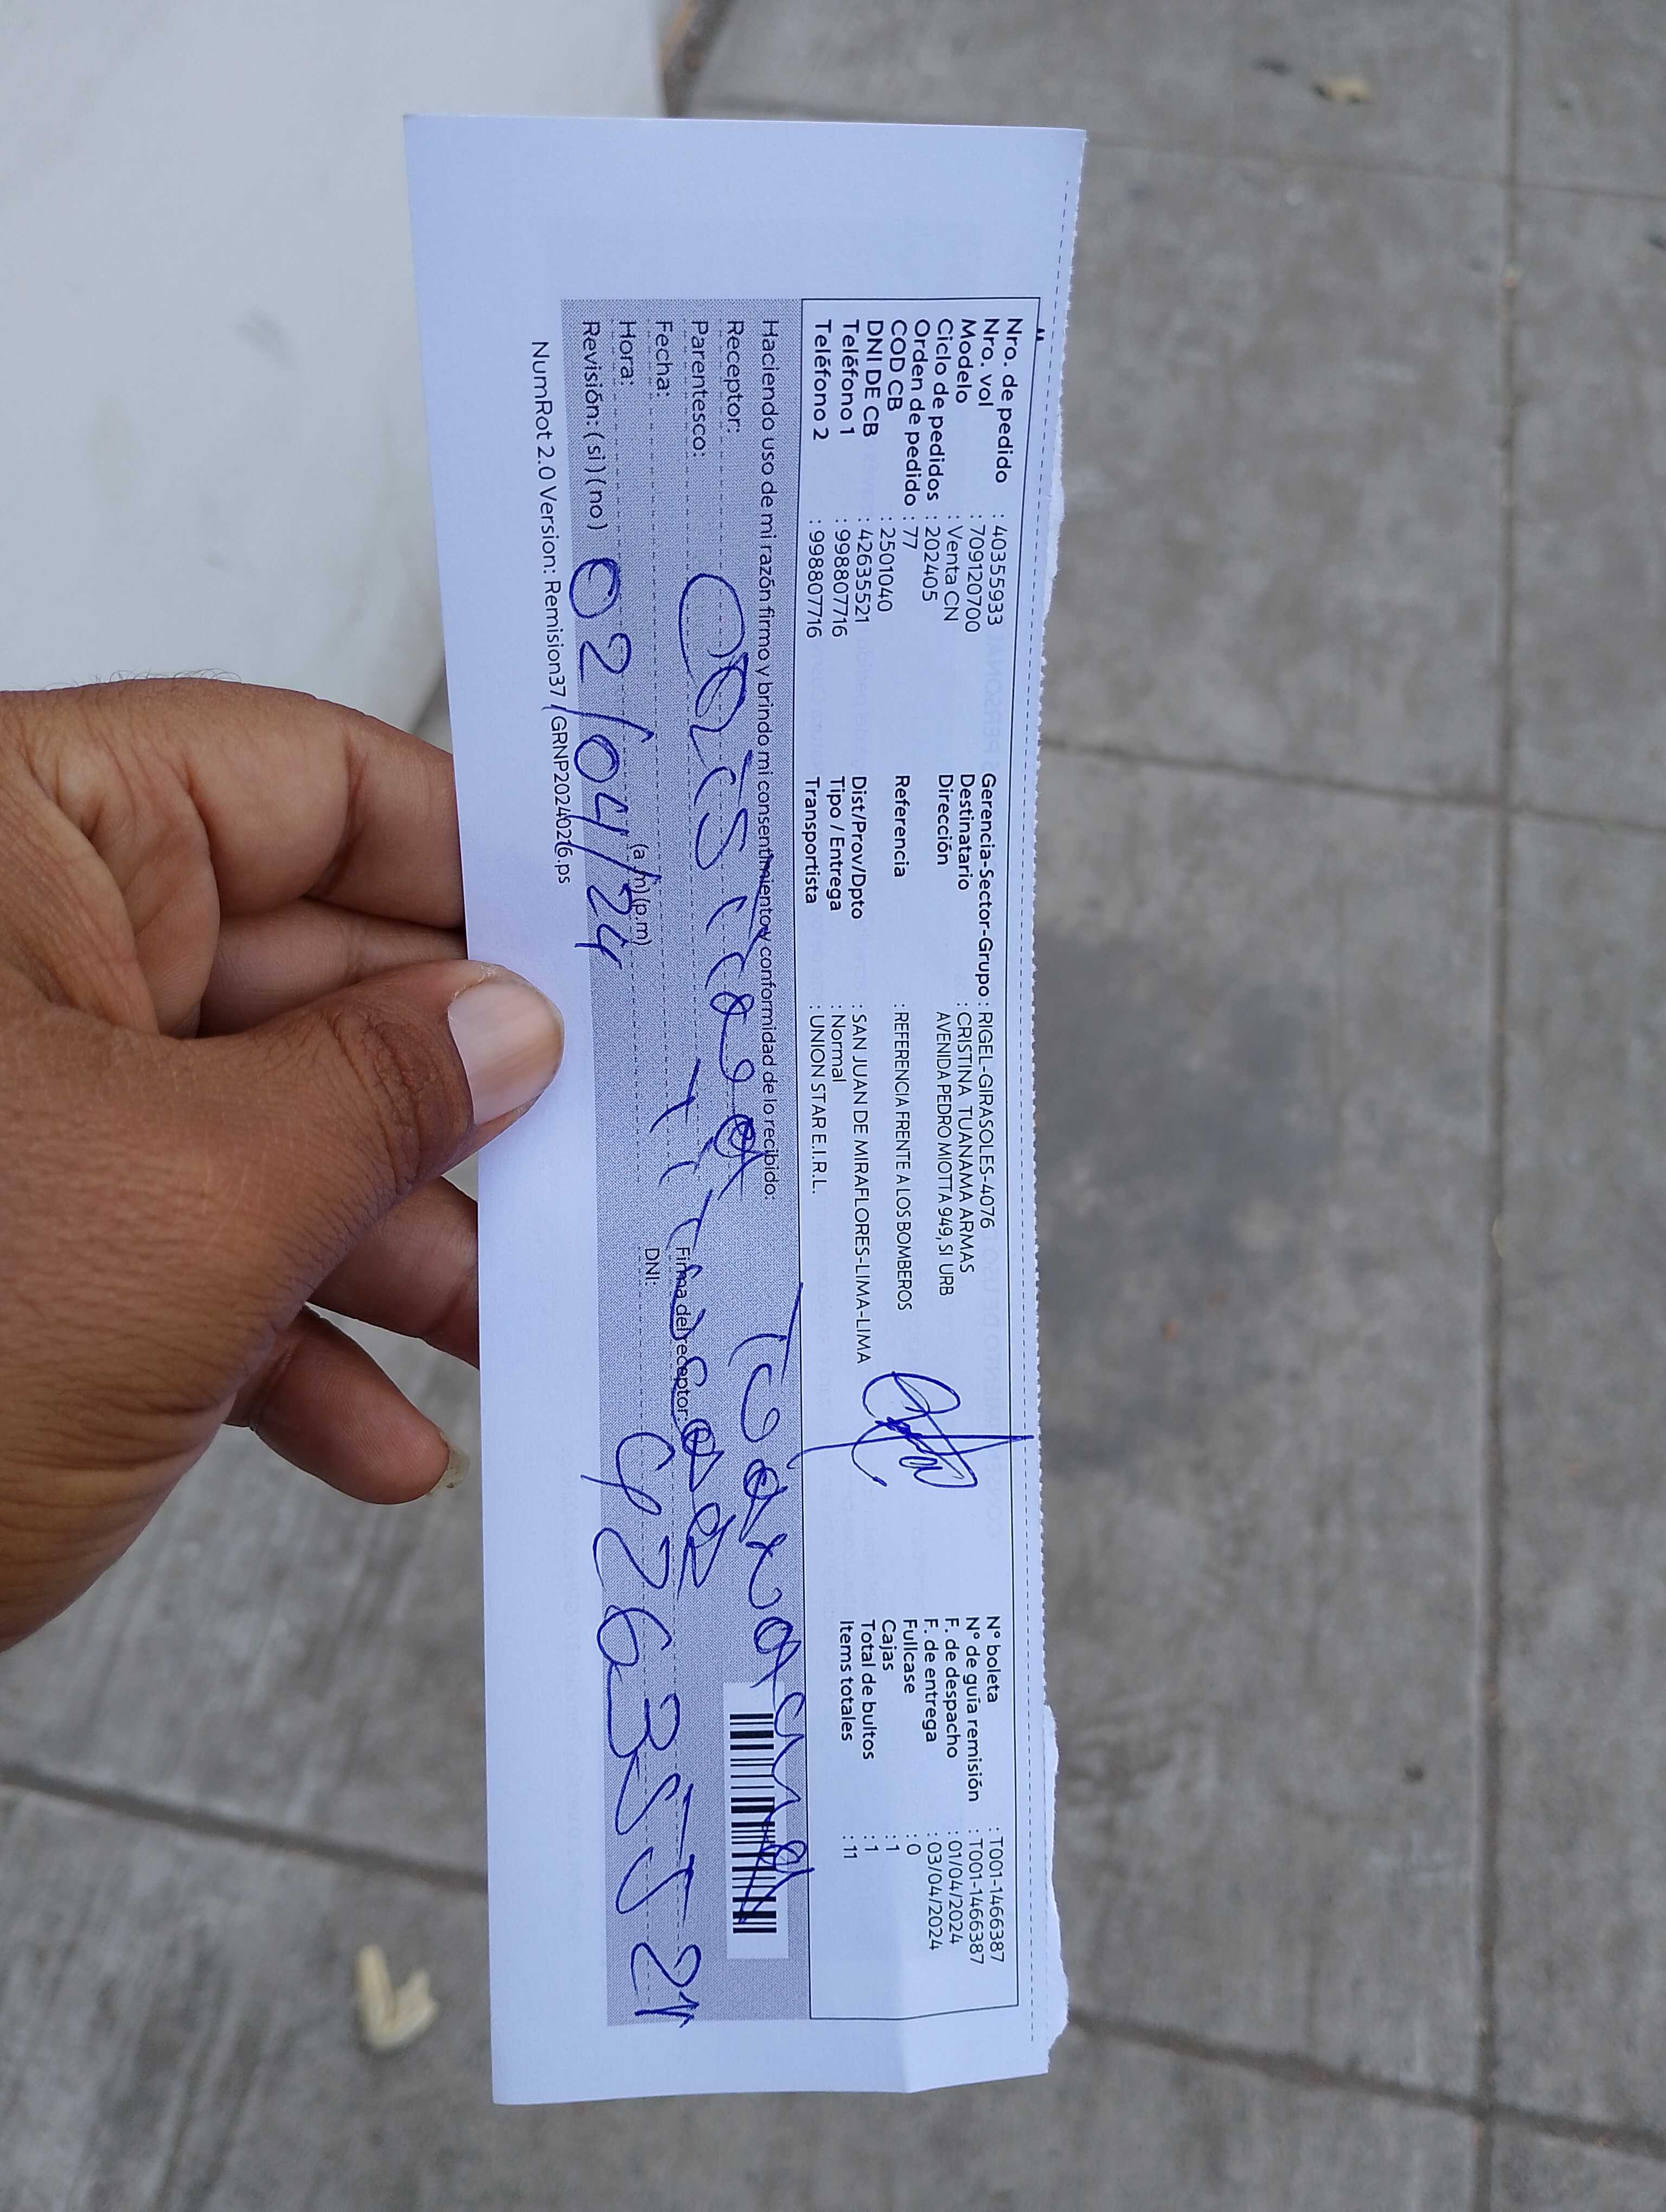 Nro. de pedido : 40355933
Nro. vol : 709120700
Modelo : Venta CN
Ciclo de pedidos : 202405
Orden de pedido : 77
COD CB : 2501040
DNI DE CB : 42635521
Teléfono 1 : 998807716
Teléfono 2 : 998807716
Gerencia-Sector-Grupo : RIGEL-GIRASOLES-4076
Destinatario : CRISTINA TUANAMA ARMAS
Dirección AVENIDA PEDRO MIOTTA 949, SI URB
Referencia : REFERENCIA FRENTE A LOS BOMBEROS
Dist/Prov/Dpto : SAN JUAN DE MIRAFLORES-LIMA-LIMA
Tipo / Entrega : Normal
Transportista : UNION STAR E.I.R.L.
N° boleta : T001-1466387
N° de guía remisión : T001-1466387
F. de despacho : 01/04/2024
F. de entrega : 03/04/2024
Fullcase : 0
Cajas : 1
Total de bultos : 1
Items totales : 11
Haciendo uso de mi razón firmo y brindo mi consentimiento y conformidad de lo recibido:
Receptor:
Parentesco:
Fecha:
Hora: (a.m) (p.m)
Revisión: (si) (no) 02/04/24
Firma del receptor:
DNI: 42635521
NumRot 2.0 Version: Remision37 / GRNP20240216.ps